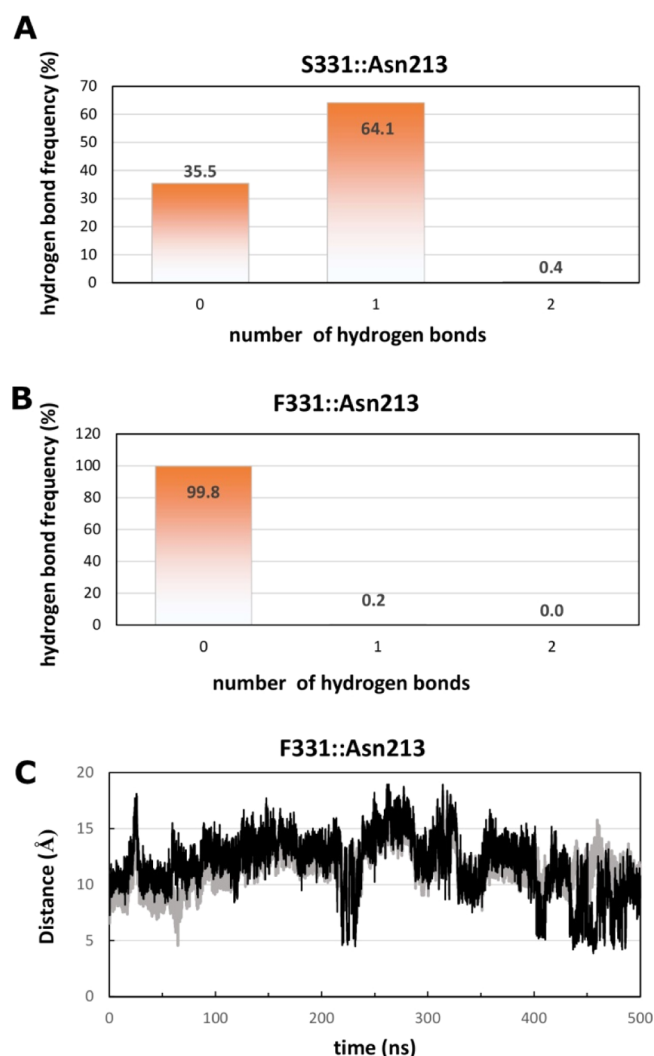 A
S331::Asn213
hydrogen bond frequency (%)
70
60
50
40
30
20
10
0
35.5
64.1
0.4
0 1 2
number of hydrogen bonds
B
F331::Asn213
hydrogen bond frequency (%)
120
100
80
60
40
20
0
99.8
0.2
0.0
0 1 2
number of hydrogen bonds
C
F331::Asn213
Distance (Å)
20
15
10
5
0
0 100 200 300 400 500
time (ns)